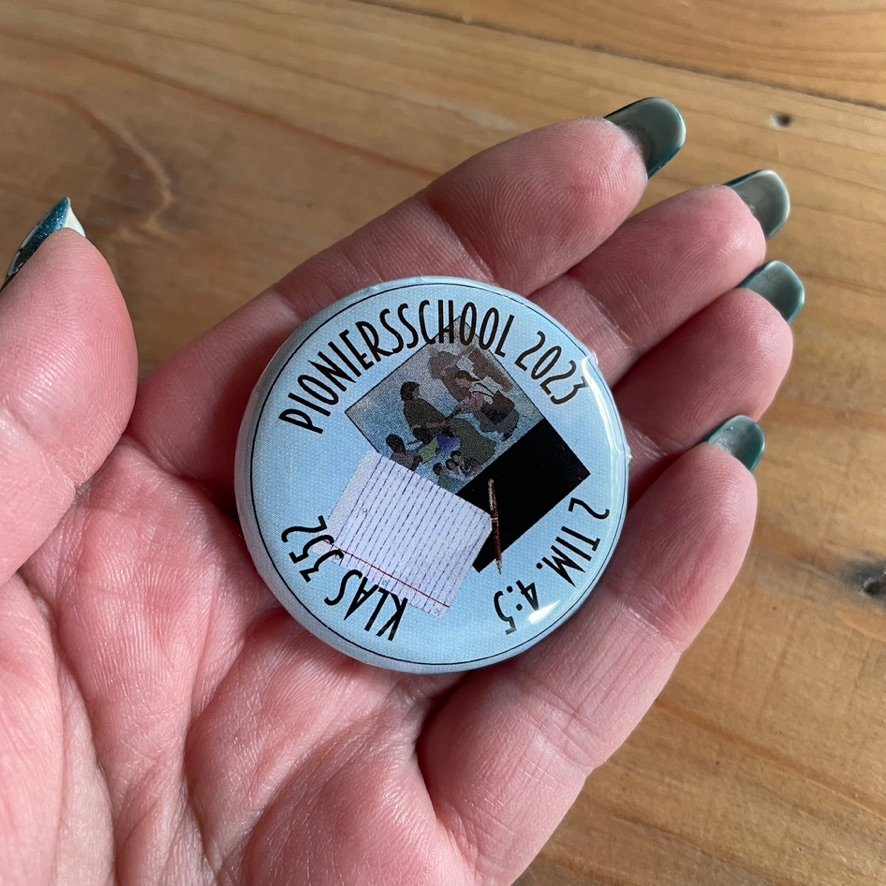 PIONIERSSCHOOL 2023
2 TIM. 4:5
KLAS 352